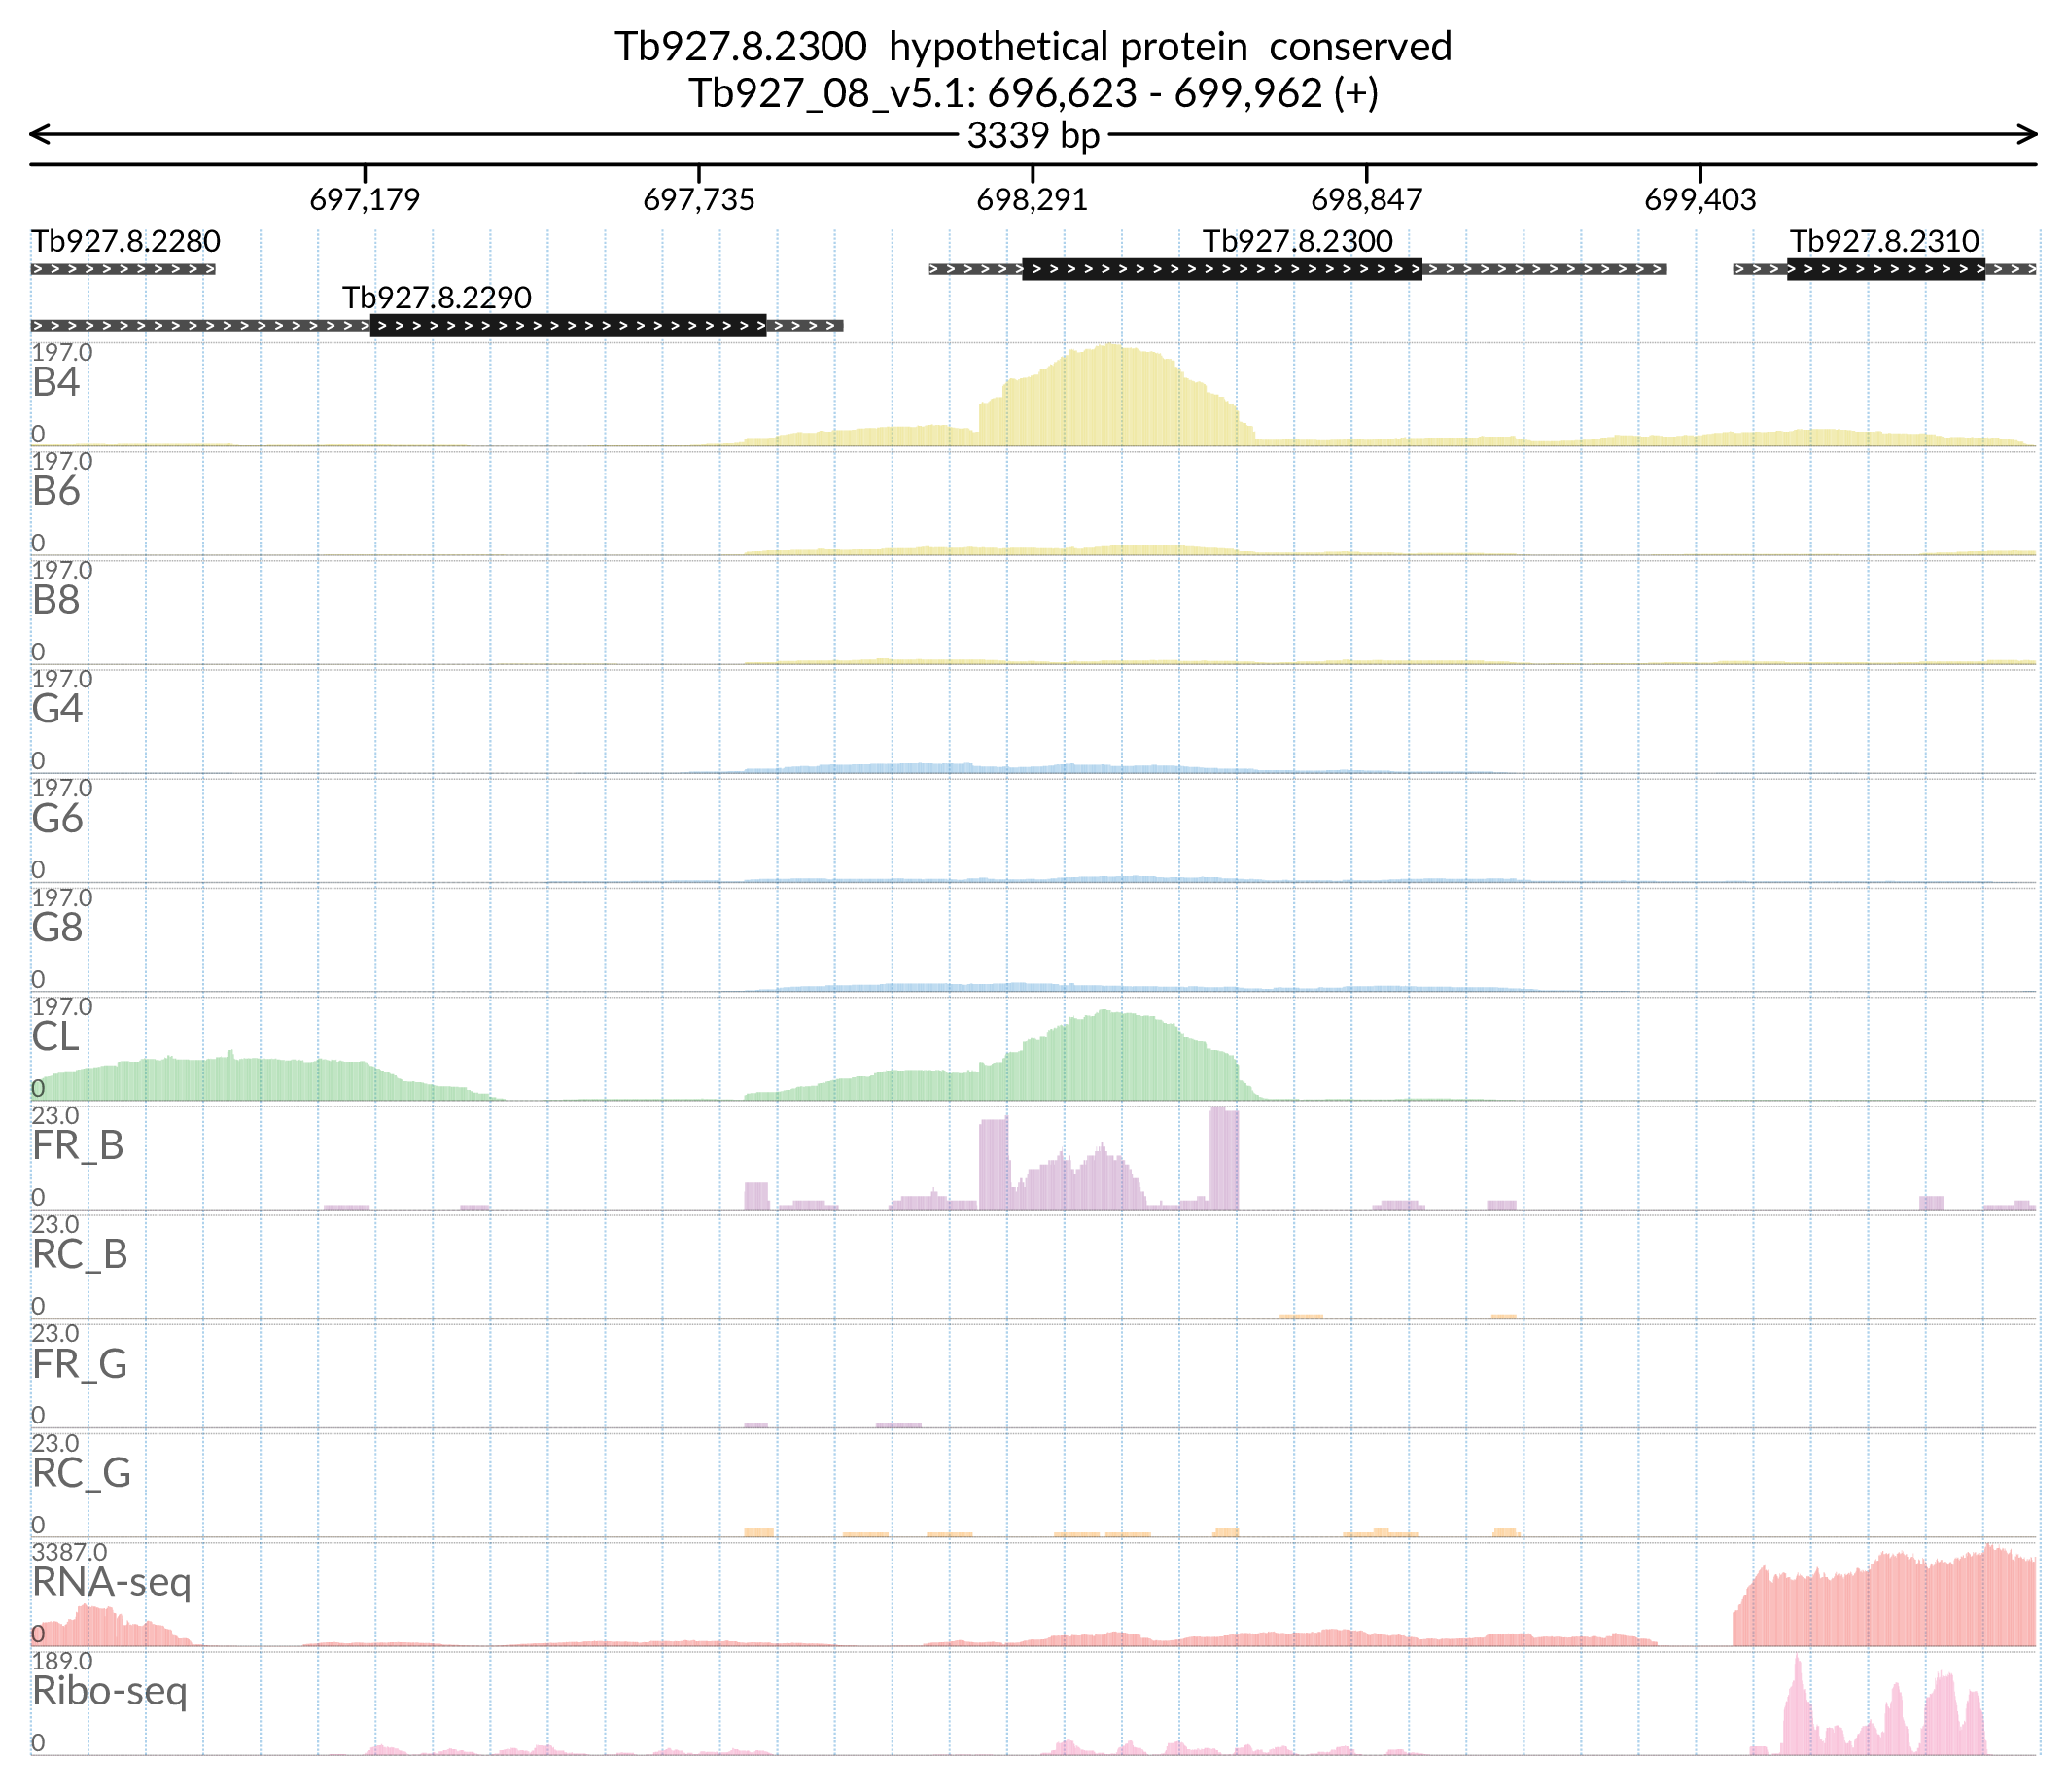 Tb927.8.2300  hypothetical protein  conserved
Tb927_08_v5.1: 696,623 - 699,962 (+)
3339 bp
697,179 697,735 698,291 698,847 699,403
Tb927.8.2280 Tb927.8.2300 Tb927.8.2310
Tb927.8.2290
197.0
B4
0
197.0
B6
0
197.0
B8
0
197.0
G4
0
197.0
G6
0
197.0
G8
0
197.0
CL
0
23.0
FR_B
0
23.0
RC_B
0
23.0
FR_G
0
23.0
RC_G
0
3387.0
RNA-seq
0
189.0
Ribo-seq
0